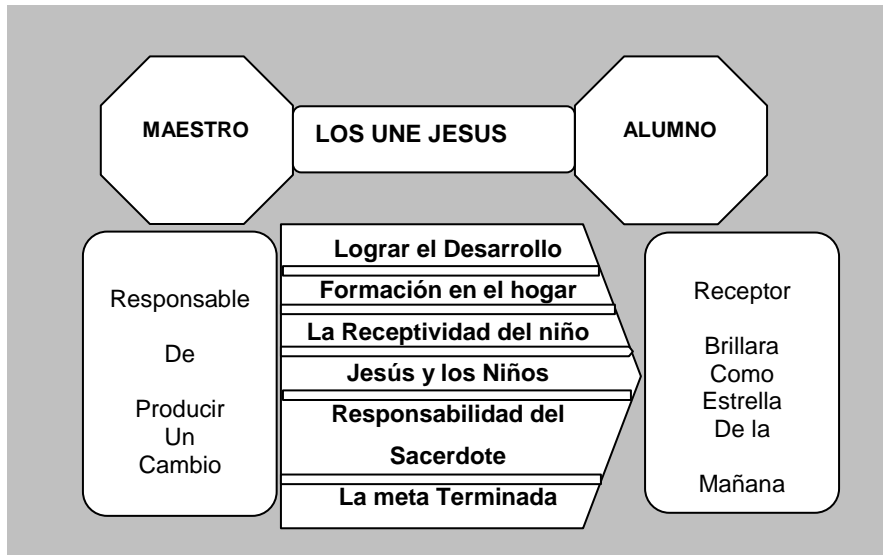 MAESTRO
LOS UNE JESUS
ALUMNO
Responsable
De
Producir
Un
Cambio
Lograr el Desarrollo
Formación en el hogar
La Receptividad del niño
Jesús y los Niños
Responsabilidad del
Sacerdote
La meta Terminada
Receptor
Brillara
Como
Estrella
De la
Mañana